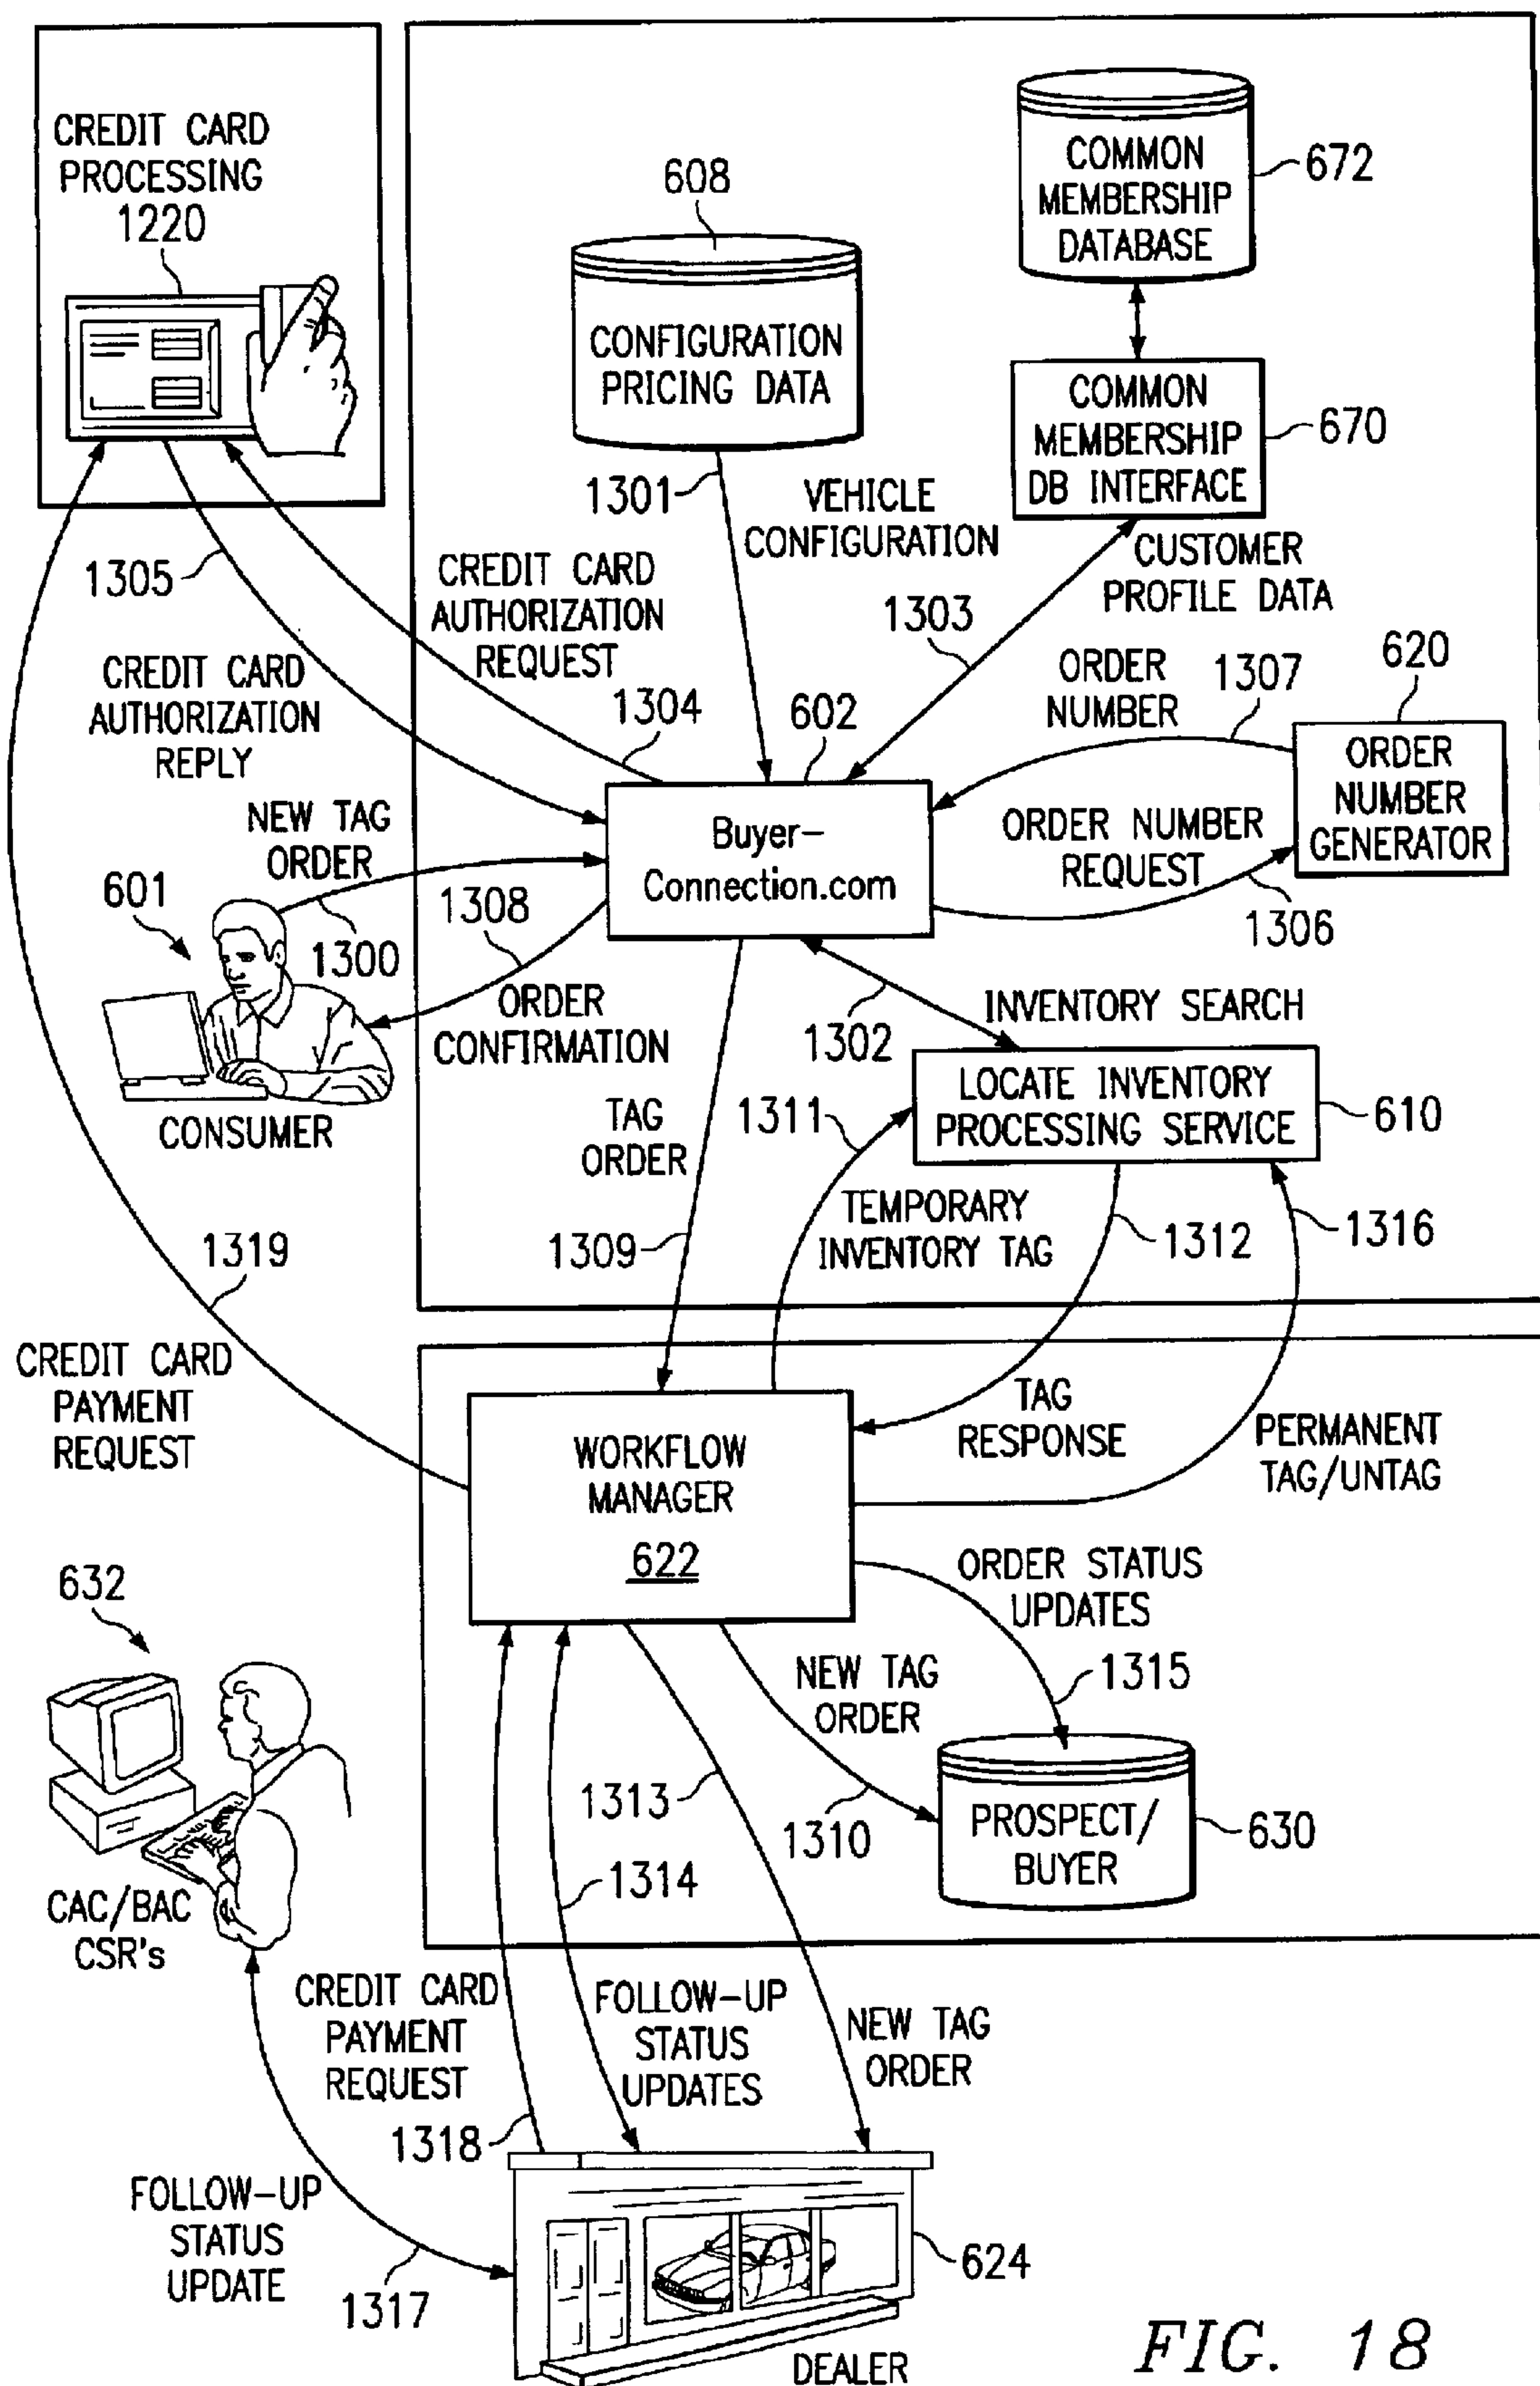 CREDIT CARD
PROCESSING
1220
608
CONFIGURATION
PRICING DATA
COMMON
MEMBERSHIP
DATABASE
672
COMMON
MEMBERSHIP
DB INTERFACE
670
1301
VEHICLE
CONFIGURATION
CUSTOMER
PROFILE DATA
1303
1305
CREDIT CARD
AUTHORIZATION
REQUEST
1304
602
CREDIT CARD
AUTHORIZATION
REPLY
ORDER
NUMBER
1307
620
ORDER
NUMBER
GENERATOR
Buyer-
Connection.com
ORDER NUMBER
REQUEST
1306
NEW TAG
ORDER
601
1300
1308
ORDER
CONFIRMATION
CONSUMER
1302
INVENTORY SEARCH
LOCATE INVENTORY
PROCESSING SERVICE
610
TAG
ORDER
1311
1309
TEMPORARY
INVENTORY TAG
1312
1316
1319
CREDIT CARD
PAYMENT
REQUEST
WORKFLOW
MANAGER
622
TAG
RESPONSE
PERMANENT
TAG/UNTAG
ORDER STATUS
UPDATES
1315
NEW TAG
ORDER
1310
PROSPECT/
BUYER
630
632
CAC/BAC
CSR's
1313
1314
CREDIT CARD
PAYMENT
REQUEST
1318
FOLLOW-UP
STATUS
UPDATES
NEW TAG
ORDER
FOLLOW-UP
STATUS
UPDATE
1317
624
DEALER
FIG. 18